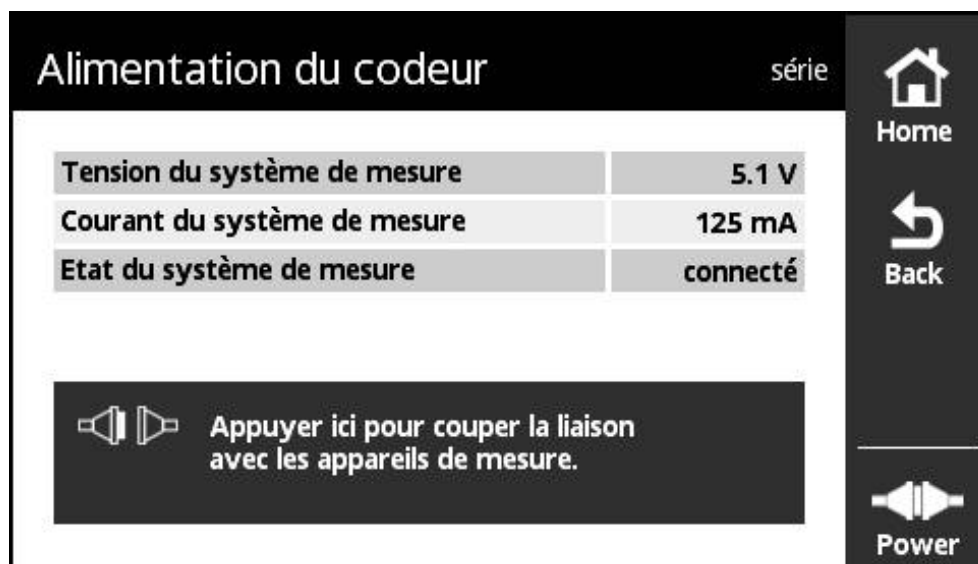 Alimentation du codeur
série
Home
Tension du système de mesure 5.1 V
Courant du système de mesure 125 mA
Etat du système de mesure connecté
Back
Appuyer ici pour couper la liaison
avec les appareils de mesure.
Power